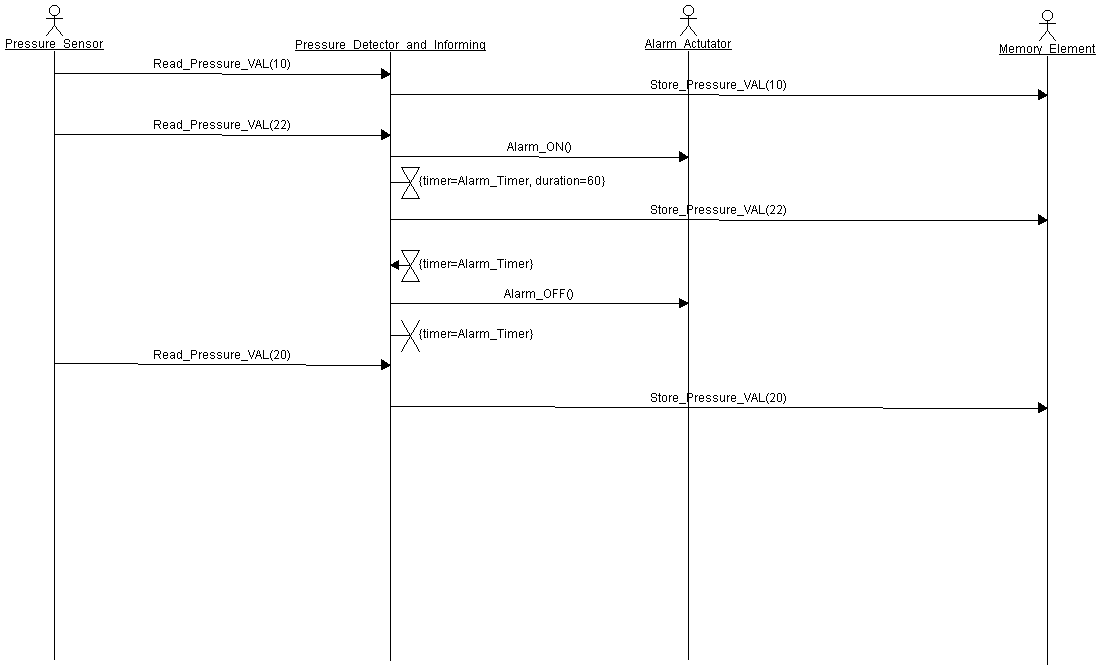 Pressure_Sensor
Pressure_Detector_and_Informing
Alarm_Actutator
Memory_Element
Read_Pressure_VAL(10)
Store_Pressure_VAL(10)
Read_Pressure_VAL(22)
Alarm_ON()
{timer=Alarm_Timer, duration=60}
Store_Pressure_VAL(22)
{timer=Alarm_Timer}
Alarm_OFF()
{timer=Alarm_Timer}
Read_Pressure_VAL(20)
Store_Pressure_VAL(20)